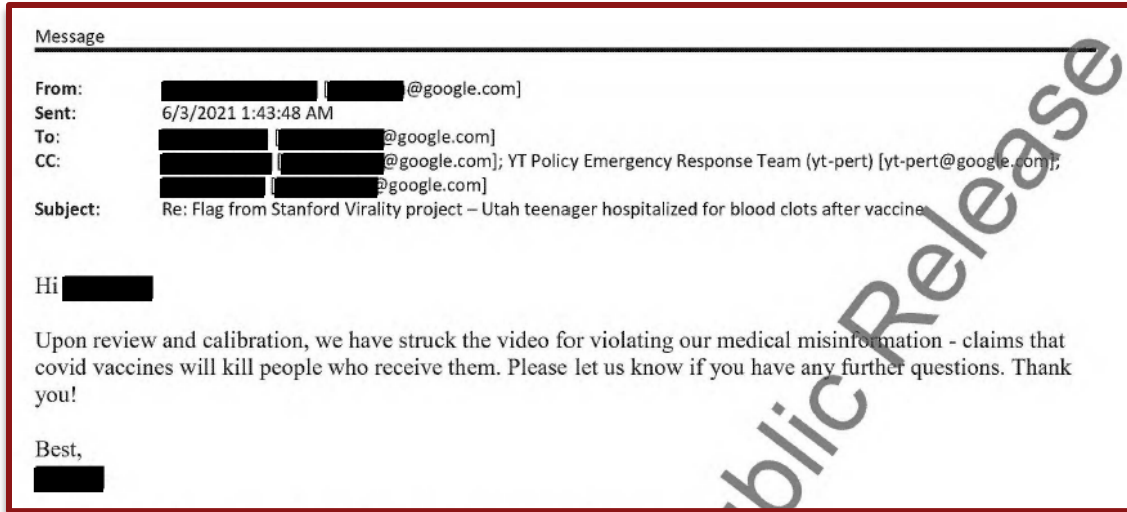 Message
From: [ @google.com]
Sent: 6/3/2021 1:43:48 AM
To: [ @google.com]
CC: [ @google.com]; YT Policy Emergency Response Team (yt-pert) [yt-pert@google.com];
[ @google.com]
Subject: Re: Flag from Stanford Virality project – Utah teenager hospitalized for blood clots after vaccine
Hi
Upon review and calibration, we have struck the video for violating our medical misinformation - claims that
covid vaccines will kill people who receive them. Please let us know if you have any further questions. Thank
you!
Best,
blic Release